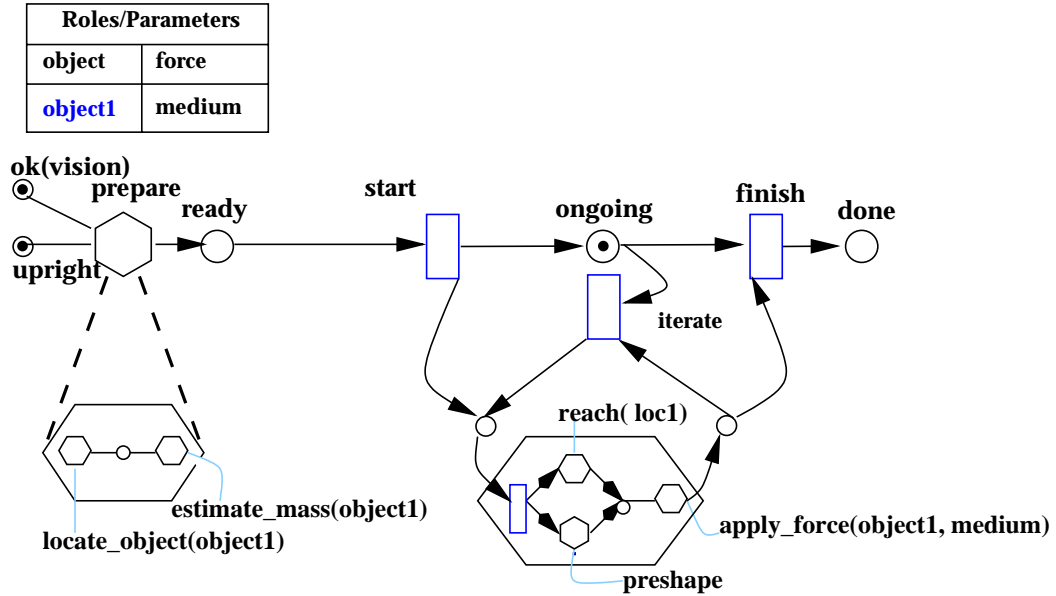 Roles/Parameters
object force
object1 medium
ok(vision)
prepare
ready
start
ongoing
finish
done
upright
iterate
reach( loc1)
estimate_mass(object1)
locate_object(object1)
apply_force(object1, medium)
preshape